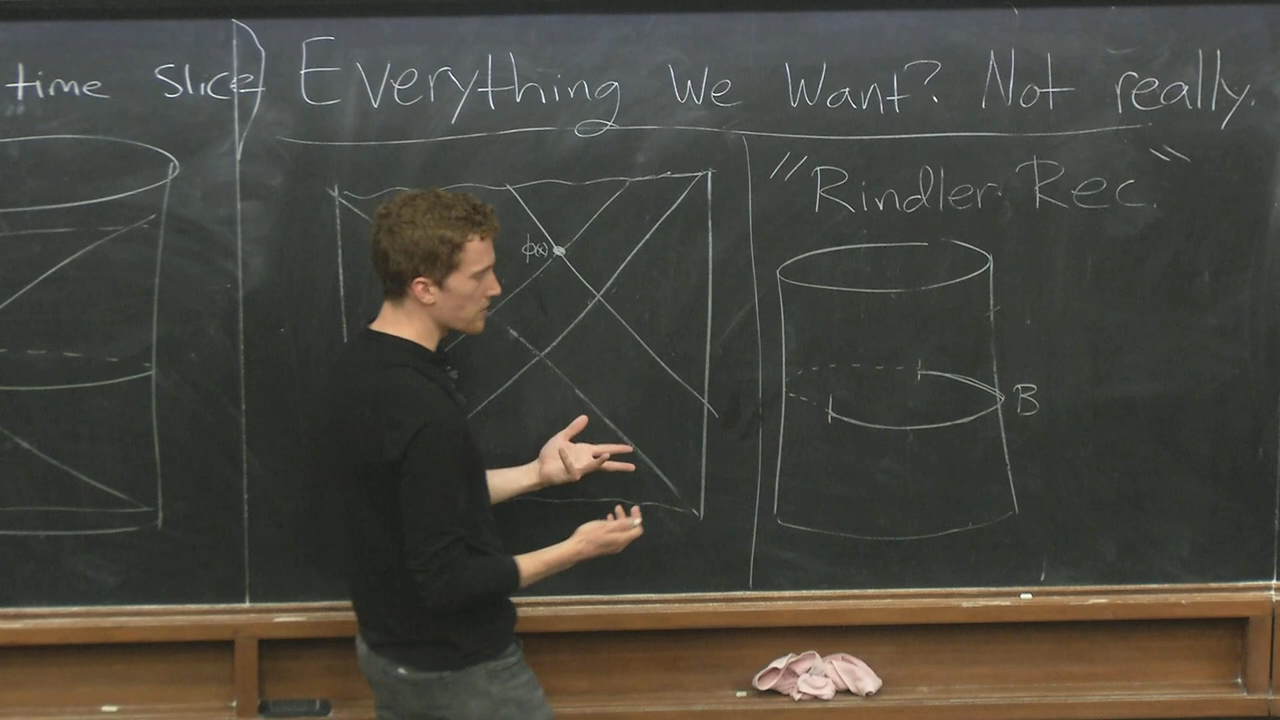 time Slice
Everything We Want? Not really.
"Rindler Rec."
ϕ(x)
B